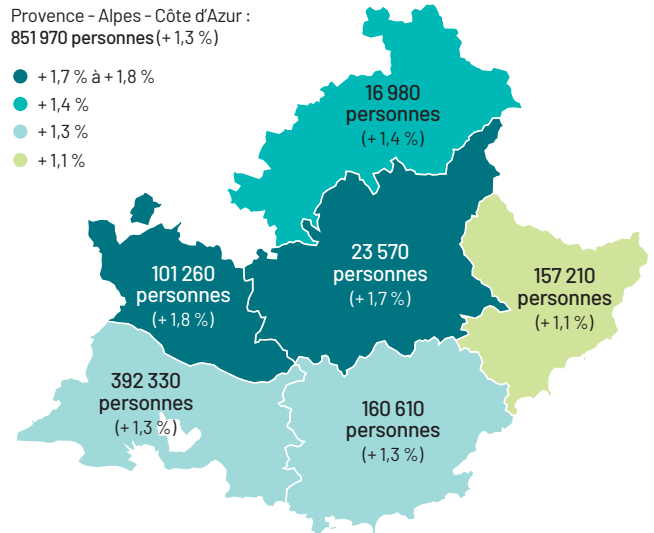 Provence - Alpes - Côte d’Azur :
851 970 personnes (+ 1,3 %)
+ 1,7 % à + 1,8 %
+ 1,4 %
+ 1,3 %
+ 1,1 %
16 980
personnes
(+ 1,4 %)
23 570
personnes
(+ 1,7 %)
101 260
personnes
(+ 1,8 %)
157 210
personnes
(+ 1,1 %)
392 330
personnes
(+ 1,3 %)
160 610
personnes
(+ 1,3 %)